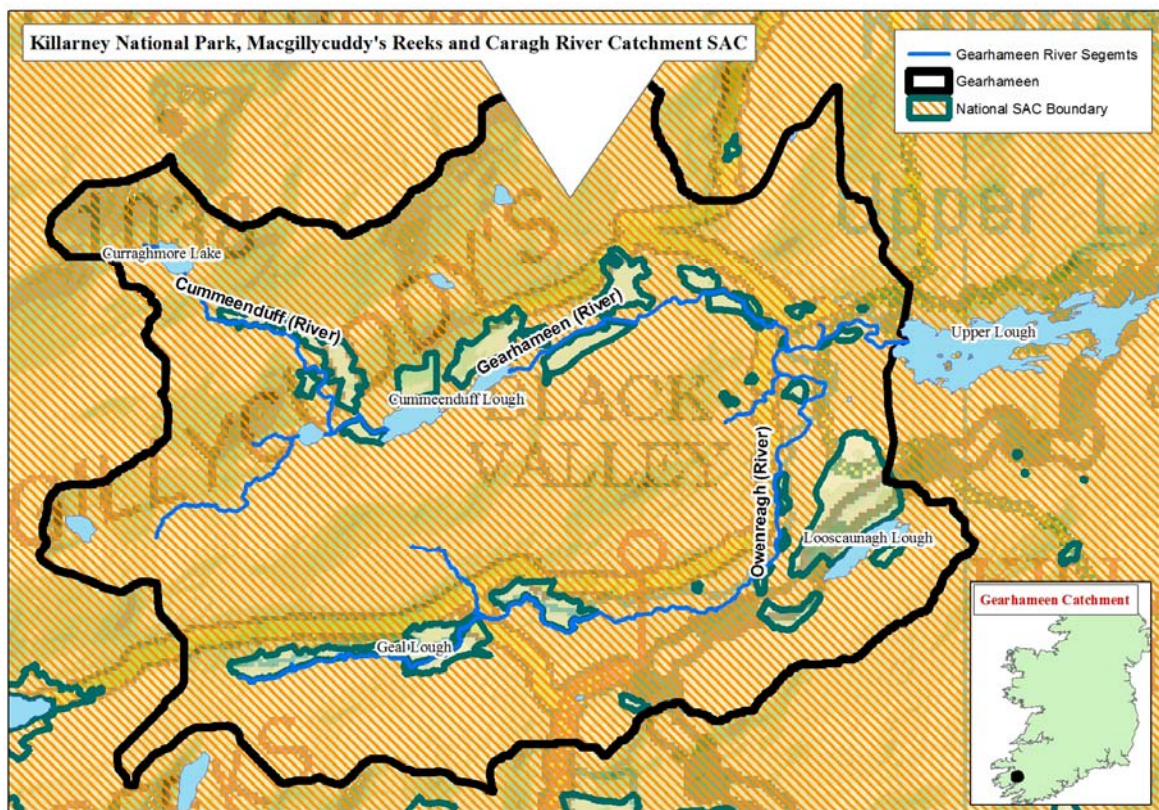 Killarney National Park, Macgillycuddy's Reeks and Caragh River Catchment SAC
Gearhameen River Segemts
Gearhameen
National SAC Boundary
Upper L
1039
Curraghmore Lake
Cummeenduff (River)
Gearhameen (River)
Upper Lough
Cummeenduff Lough
BLACK
VALLEY
Owenreagh (River)
Looscaunagh Lough
Geal Lough
Gearhameen Catchment